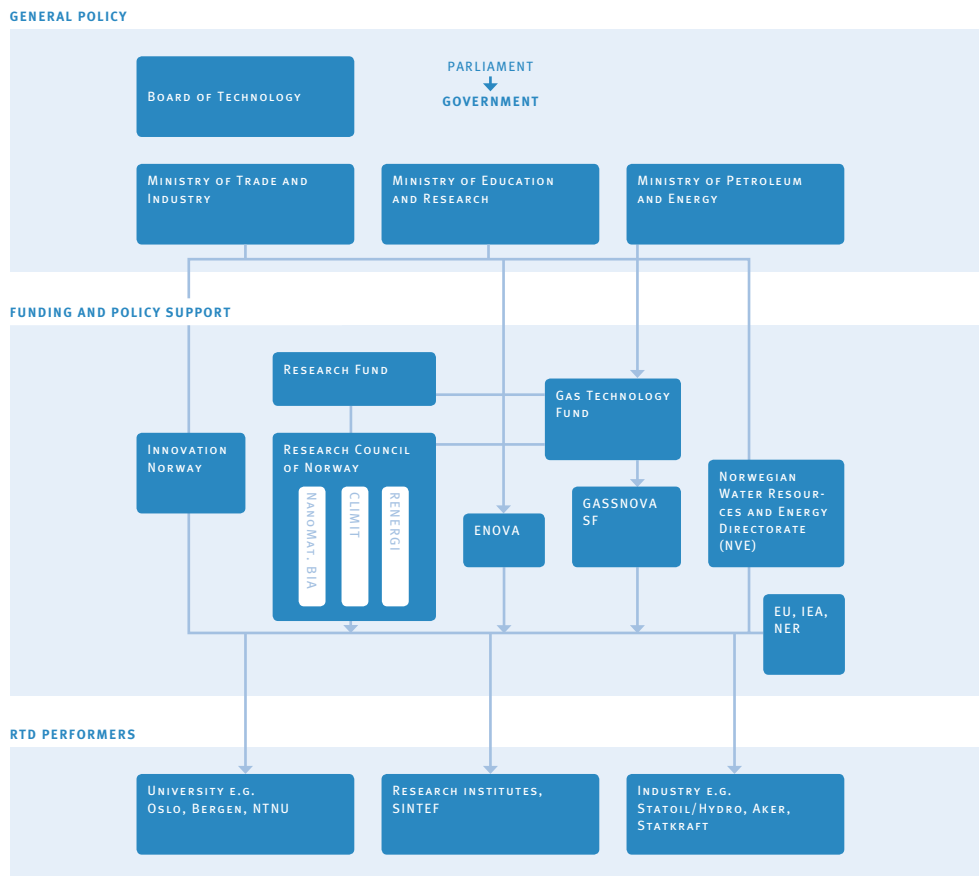 GENERAL POLICY
BOARD OF TECHNOLOGY
PARLIAMENT
GOVERNMENT
MINISTRY OF TRADE AND
INDUSTRY
MINISTRY OF EDUCATION
AND RESEARCH
MINISTRY OF PETROLEUM
AND ENERGY
FUNDING AND POLICY SUPPORT
RESEARCH FUND
GAS TECHNOLOGY
FUND
INNOVATION
NORWAY
RESEARCH COUNCIL
OF NORWAY
NANOMAT, BIA
CLIMIT
RENERGI
ENOVA
GASSNOVA
SF
NORWEGIAN
WATER RESOUR-
CES AND ENERGY
DIRECTORATE
(NVE)
EU, IEA,
NER
RTD PERFORMERS
UNIVERSITY E.G.
OSLO, BERGEN, NTNU
RESEARCH INSTITUTES,
SINTEF
INDUSTRY E.G.
STATOIL/HYDRO, AKER,
STATKRAFT